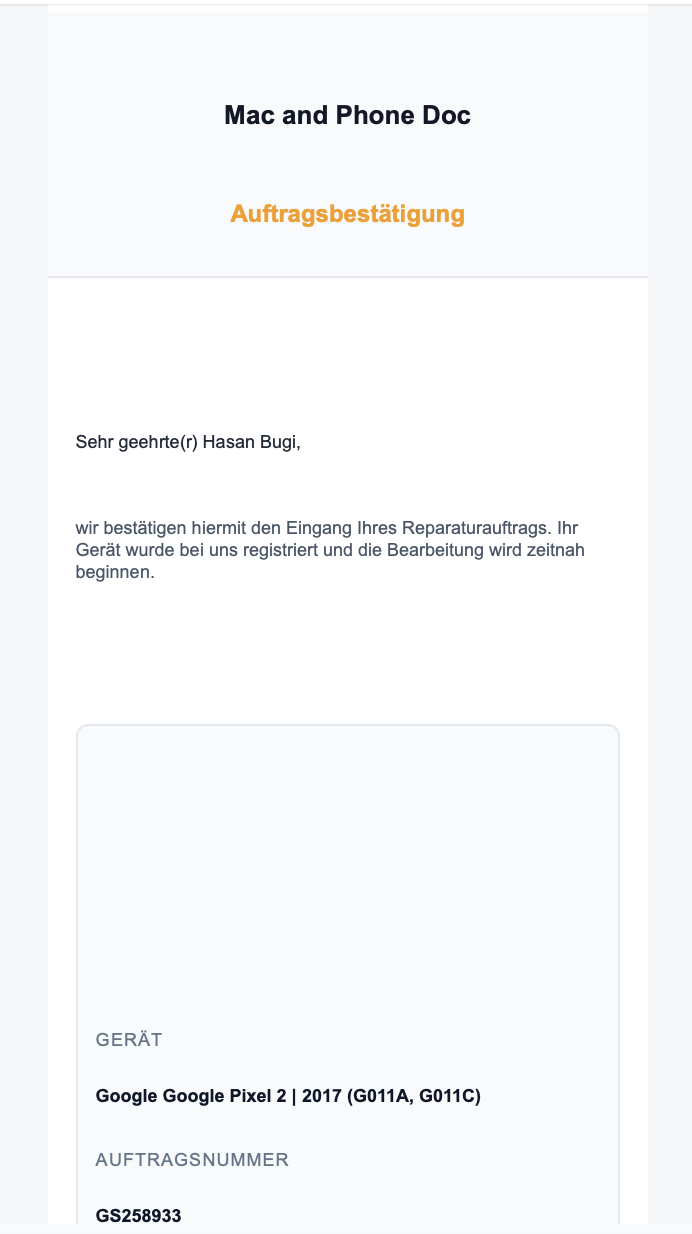 Mac and Phone Doc
Auftragsbestätigung
Sehr geehrte(r) Hasan Bugi,
wir bestätigen hiermit den Eingang Ihres Reparaturauftrags. Ihr
Gerät wurde bei uns registriert und die Bearbeitung wird zeitnah
beginnen.
GERÄT
Google Google Pixel 2 | 2017 (G011A, G011C)
AUFTRAGSNUMMER
GS258933